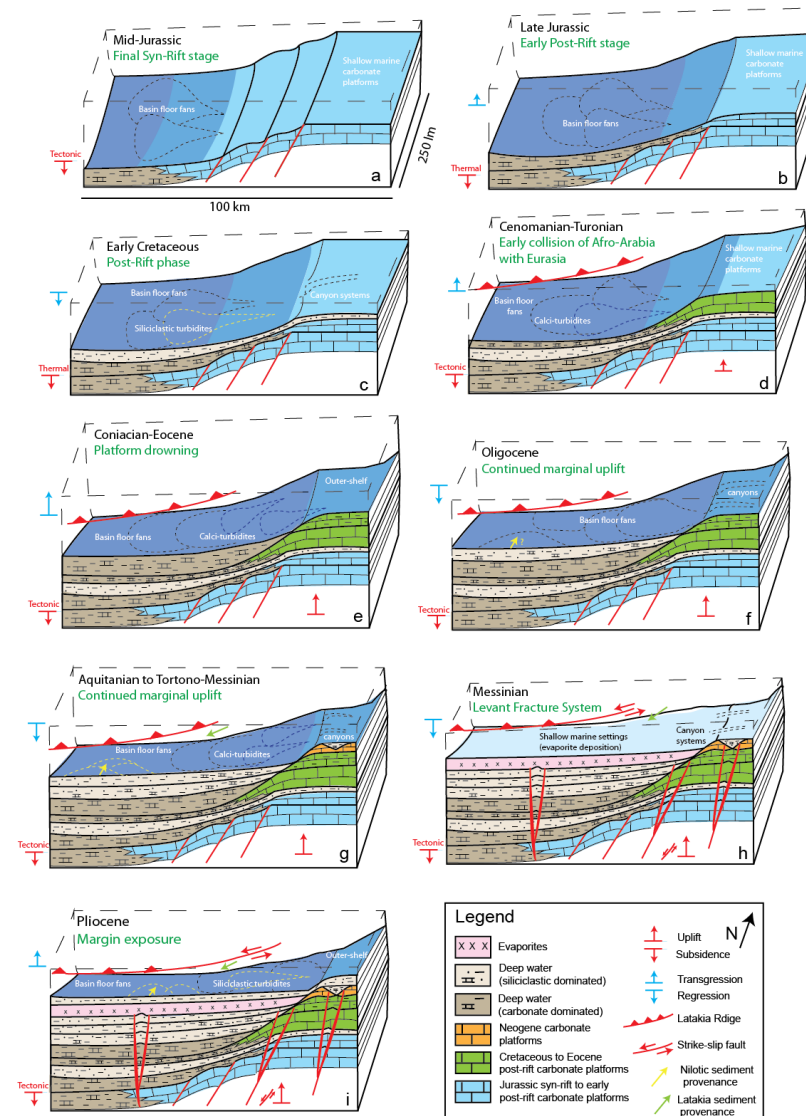 Mid-Jurassic
Final Syn-Rift stage
Shallow marine
carbonate
platforms
Basin floor fans
Tectonic
a
250 lm
100 km
Late Jurassic
Early Post-Rift stage
Shallow marine
carbonate
platforms
Basin floor fans
Thermal
b
Early Cretaceous
Post-Rift phase
Basin floor fans
Canyon systems
Siliciclastic turbidites
Thermal
c
Cenomanian-Turonian
Early collision of Afro-Arabia
with Eurasia
Shallow marine
carbonate
platforms
Basin floor
fans
Calci-turbidites
Tectonic
d
Coniacian-Eocene
Platform drowning
Outer-shelf
Basin floor fans
Calci-turbidites
Tectonic
e
Oligocene
Continued marginal uplift
canyons
Basin floor fans
?
Tectonic
f
Aquitanian to Tortono-Messinian
Continued marginal uplift
Basin floor fans
Calci-turbidites
canyons
Tectonic
g
Messinian
Levant Fracture System
Shallow marine settings
(evaporite deposition)
Canyon
systems
Tectonic
h
Pliocene
Margin exposure
Outer-shelf
Basin floor fans
Siliciclastic turbidites
Tectonic
i
Legend
N
Evaporites
Deep water
(siliciclastic dominated)
Deep water
(carbonate dominated)
Neogene carbonate
platforms
Cretaceous to Eocene
post-rift carbonate platforms
Jurassic syn-rift to early
post-rift carbonate platforms
Uplift
Subsidence
Transgression
Regression
Latakia Rdige
Strike-slip fault
Nilotic sediment
provenance
Latakia sediment
provenance